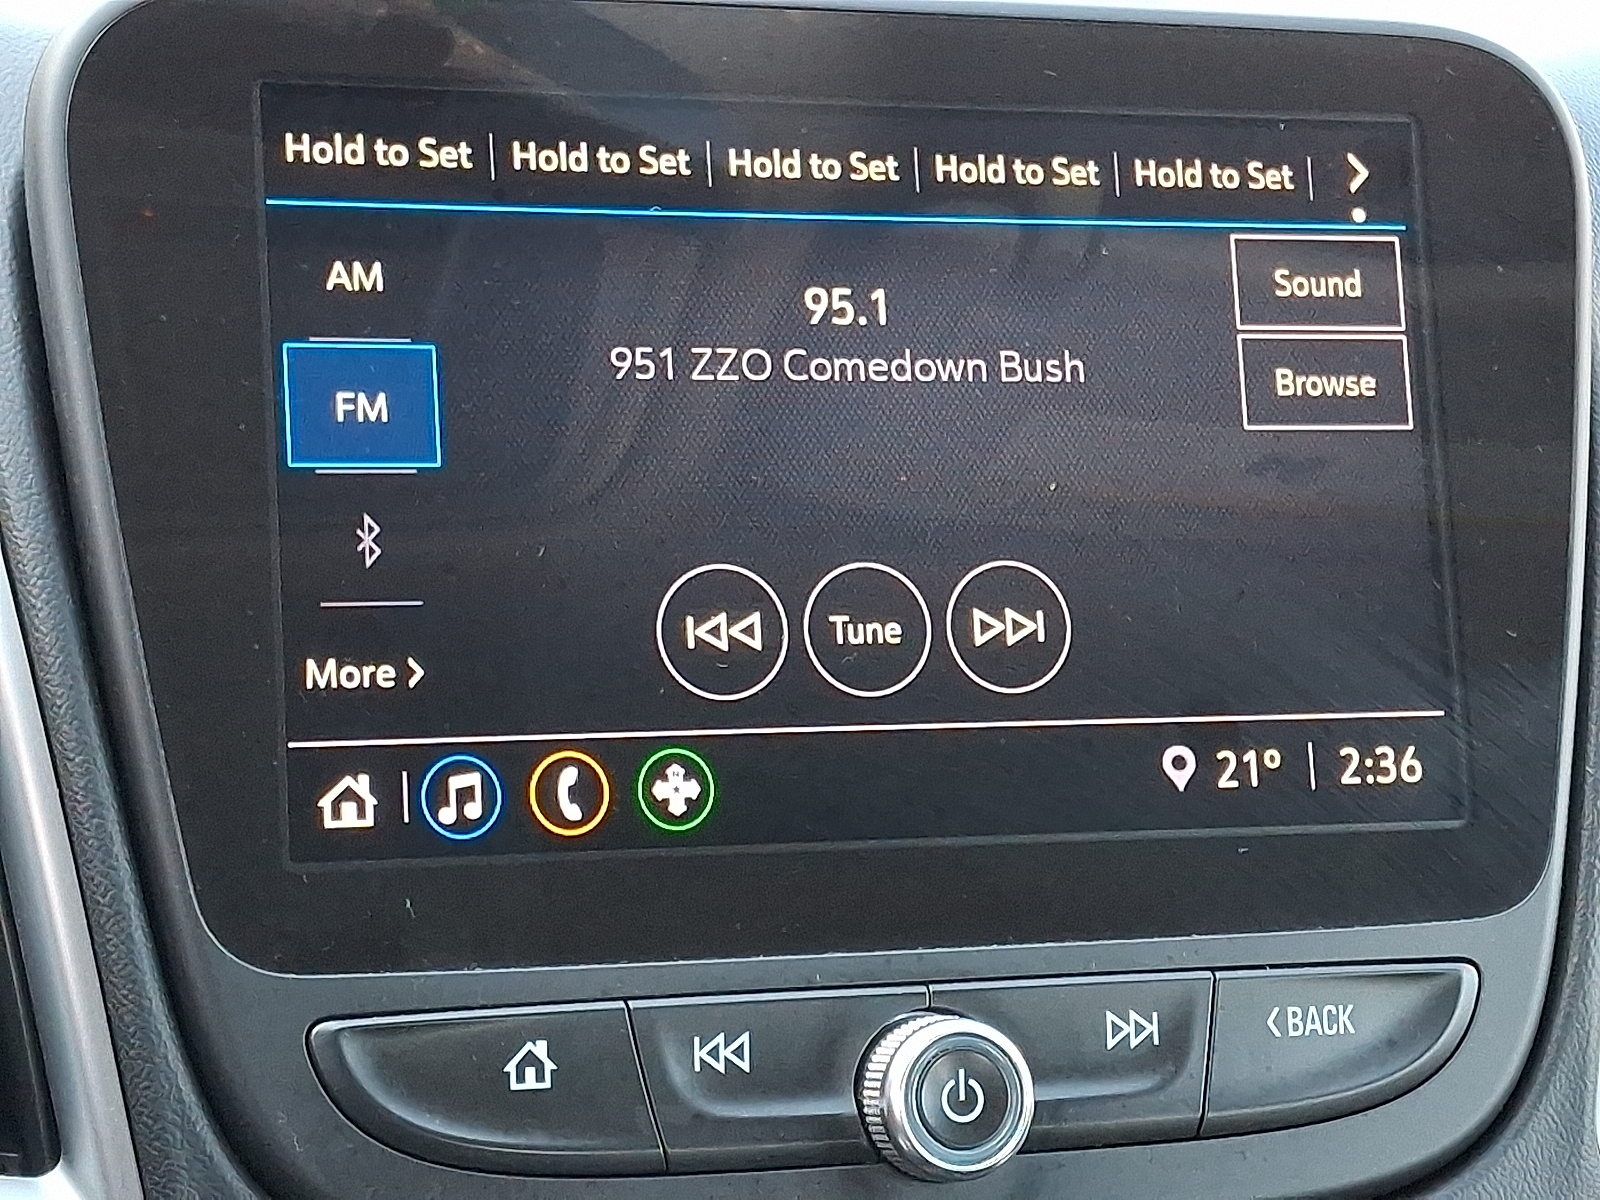 Hold to Set | Hold to Set | Hold to Set | Hold to Set | Hold to Set |
AM
Sound
95.1
951 ZZO Comedown Bush
Browse
FM
Tune
More >
21° | 2:36
< BACK